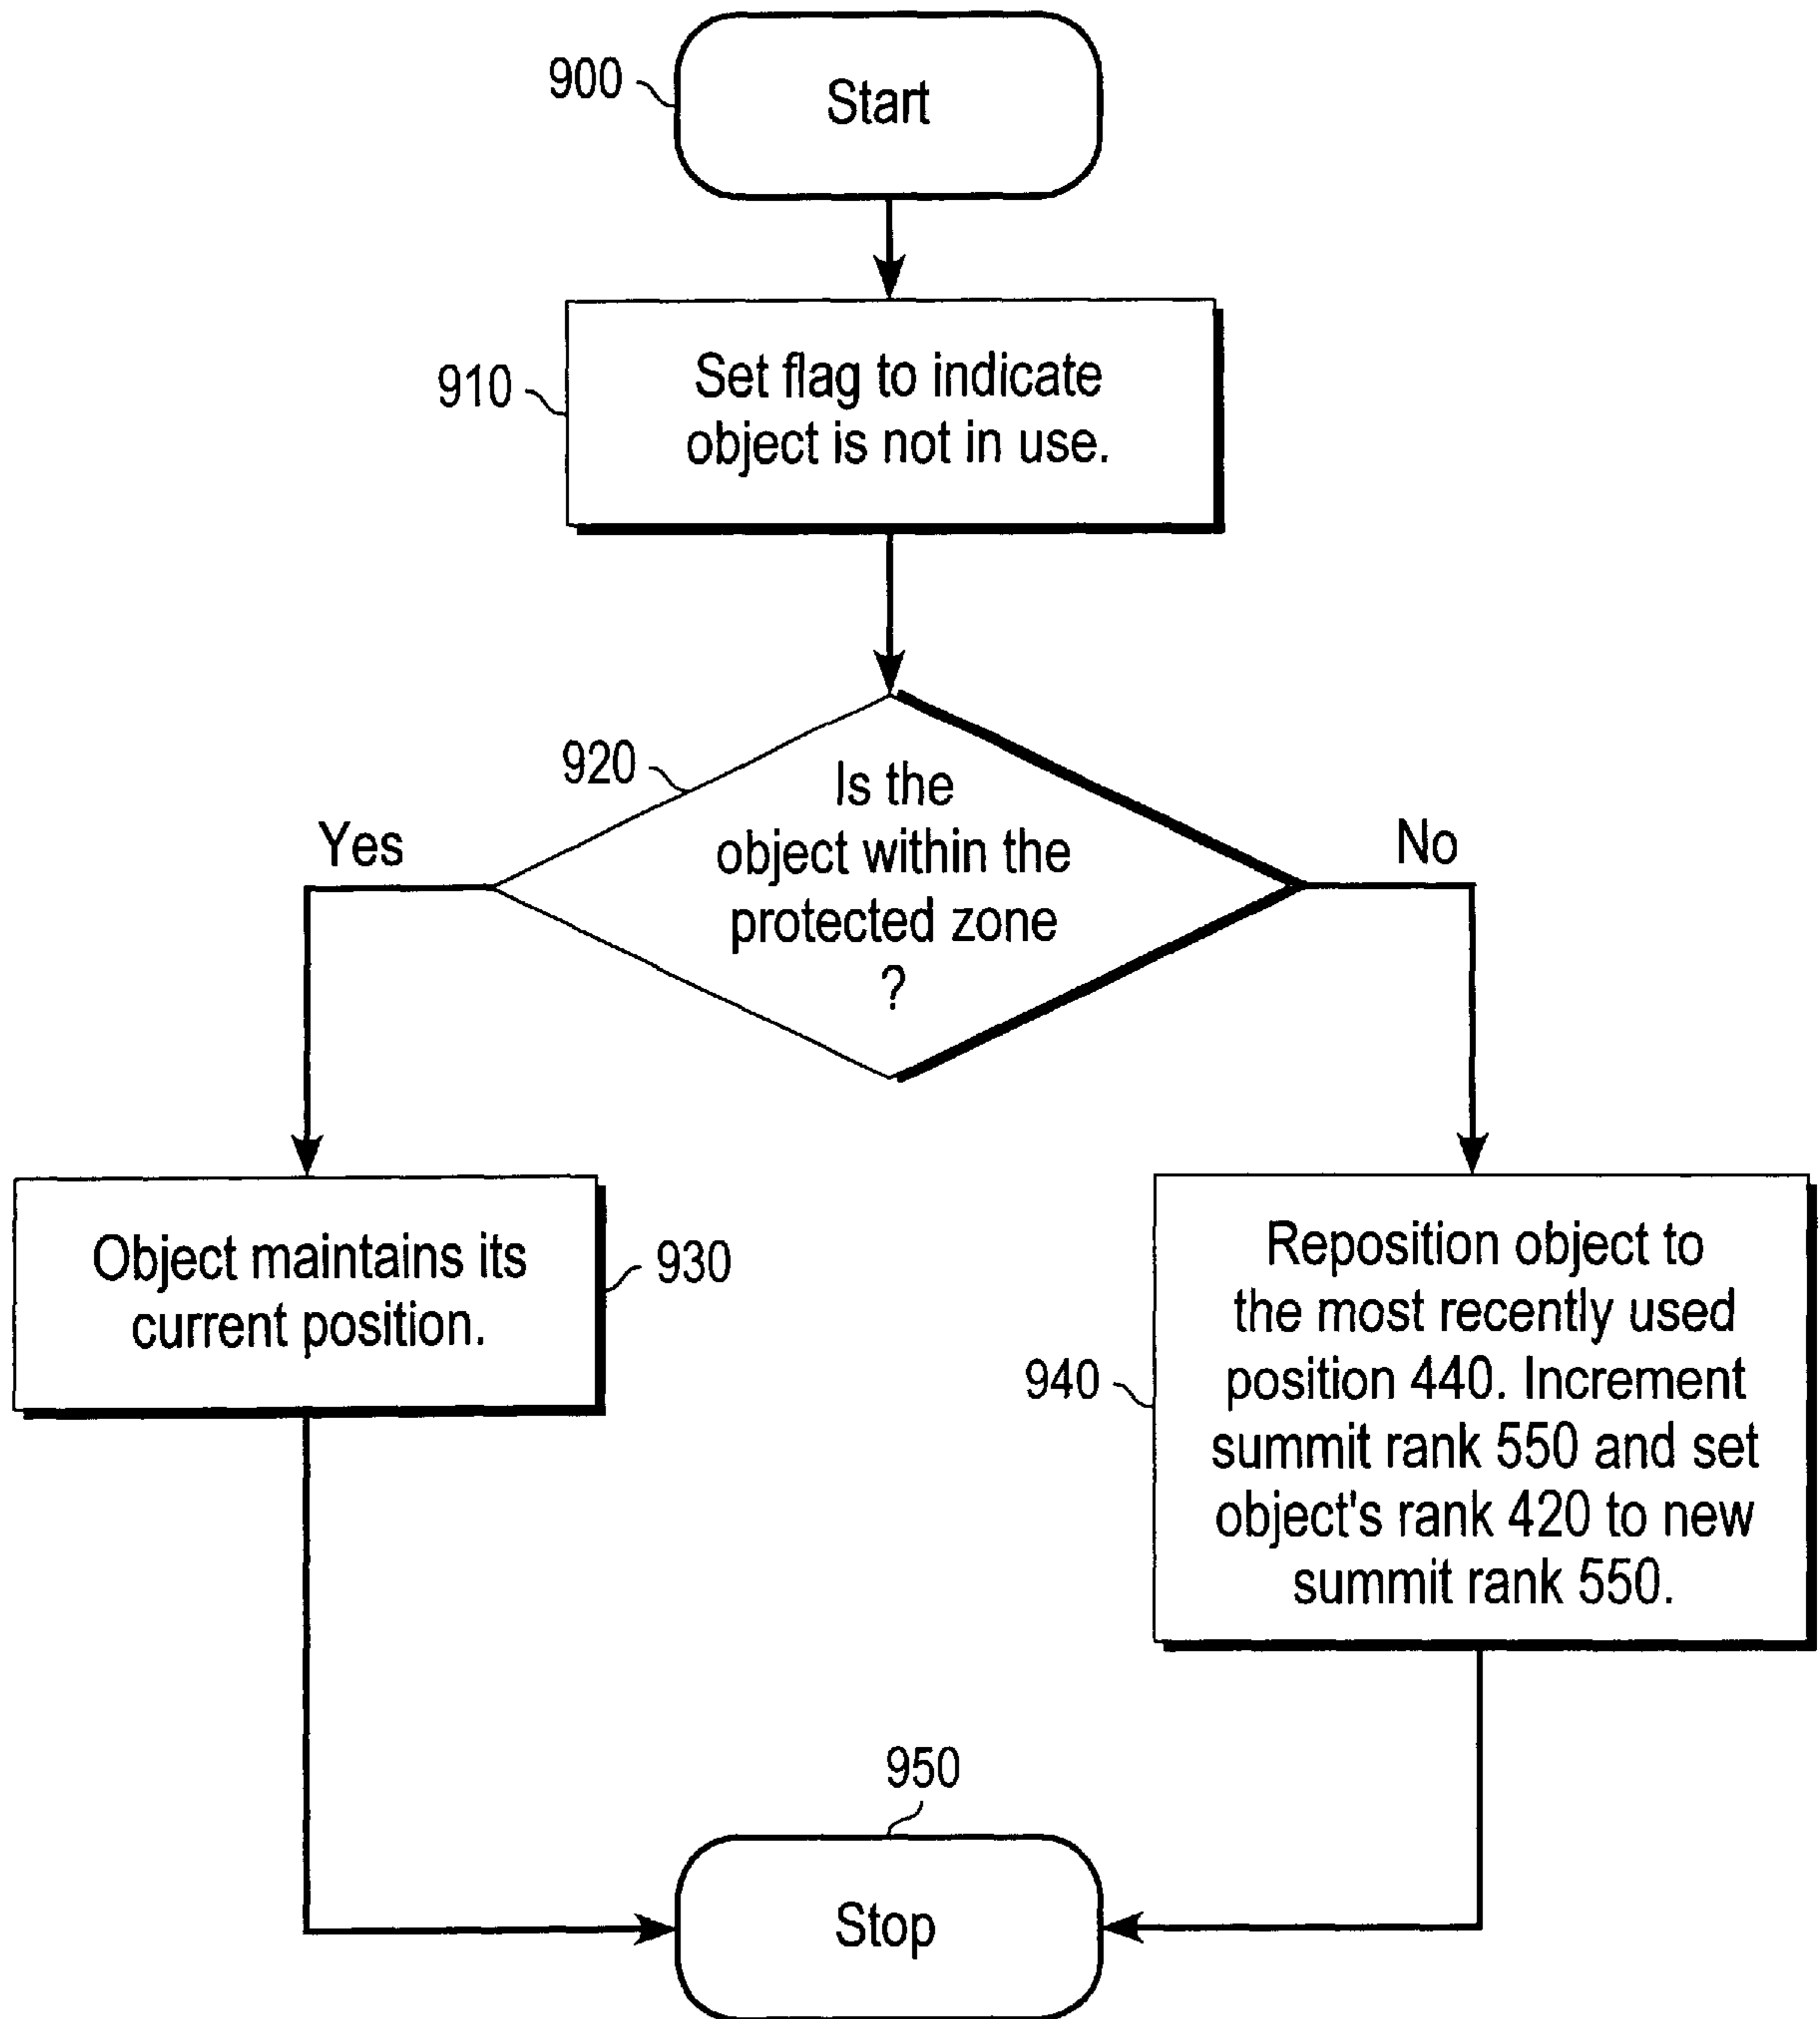 900
Start
910
Set flag to indicate
object is not in use.
920
Is the
object within the
protected zone
?
Yes
No
Object maintains its
current position.
930
940
Reposition object to
the most recently used
position 440. Increment
summit rank 550 and set
object's rank 420 to new
summit rank 550.
950
Stop